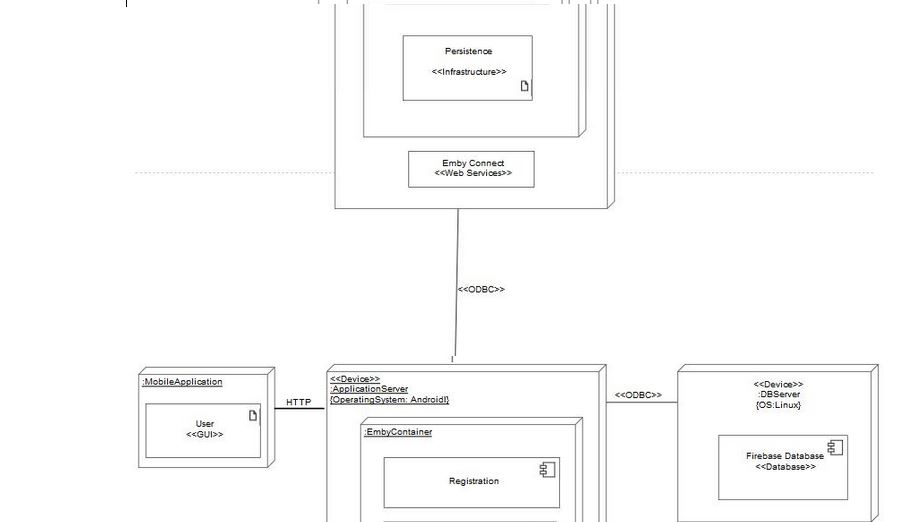 Persistence
<<Infrastructure>>
Emby Connect
<<Web Services>>
<<ODBC>>
:MobileApplication
User
<<GUI>>
HTTP
<<Device>>
:ApplicationServer
{OperatingSystem: Android}
:EmbyContainer
Registration
<<ODBC>>
<<Device>>
:DBServer
{OS:Linux}
Firebase Database
<<Database>>